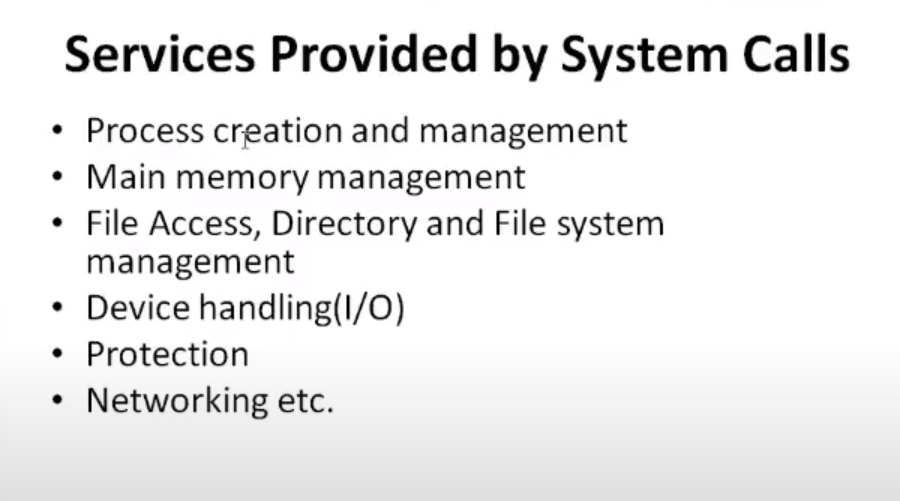 Services Provided by System Calls
• Process creation and management
• Main memory management
• File Access, Directory and File system
management
• Device handling(I/O)
• Protection
• Networking etc.